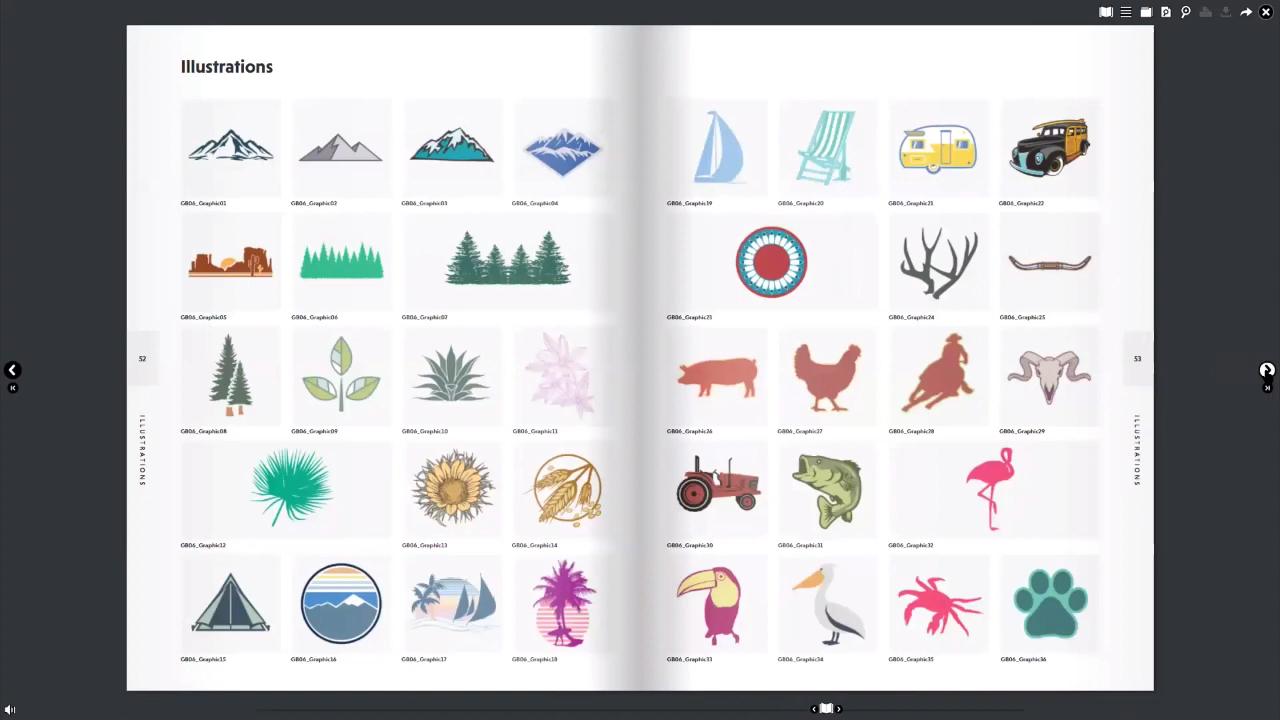 Illustrations
GB06_Graphic01
GB06_Graphic02
GB06_Graphic03
GB06_Graphic04
GB06_Graphic05
GB06_Graphic06
GB06_Graphic07
52
GB06_Graphic08
GB06_Graphic09
GB06_Graphic10
GB06_Graphic11
ILLUSTRATIONS
GB06_Graphic12
GB06_Graphic13
GB06_Graphic14
GB06_Graphic15
GB06_Graphic16
GB06_Graphic17
GB06_Graphic18
GB06_Graphic19
GB06_Graphic20
GB06_Graphic21
GB06_Graphic22
GB06_Graphic23
GB06_Graphic24
GB06_Graphic25
53
GB06_Graphic26
GB06_Graphic27
GB06_Graphic28
GB06_Graphic29
ILLUSTRATIONS
GB06_Graphic30
GB06_Graphic31
GB06_Graphic32
GB06_Graphic33
GB06_Graphic34
GB06_Graphic35
GB06_Graphic36